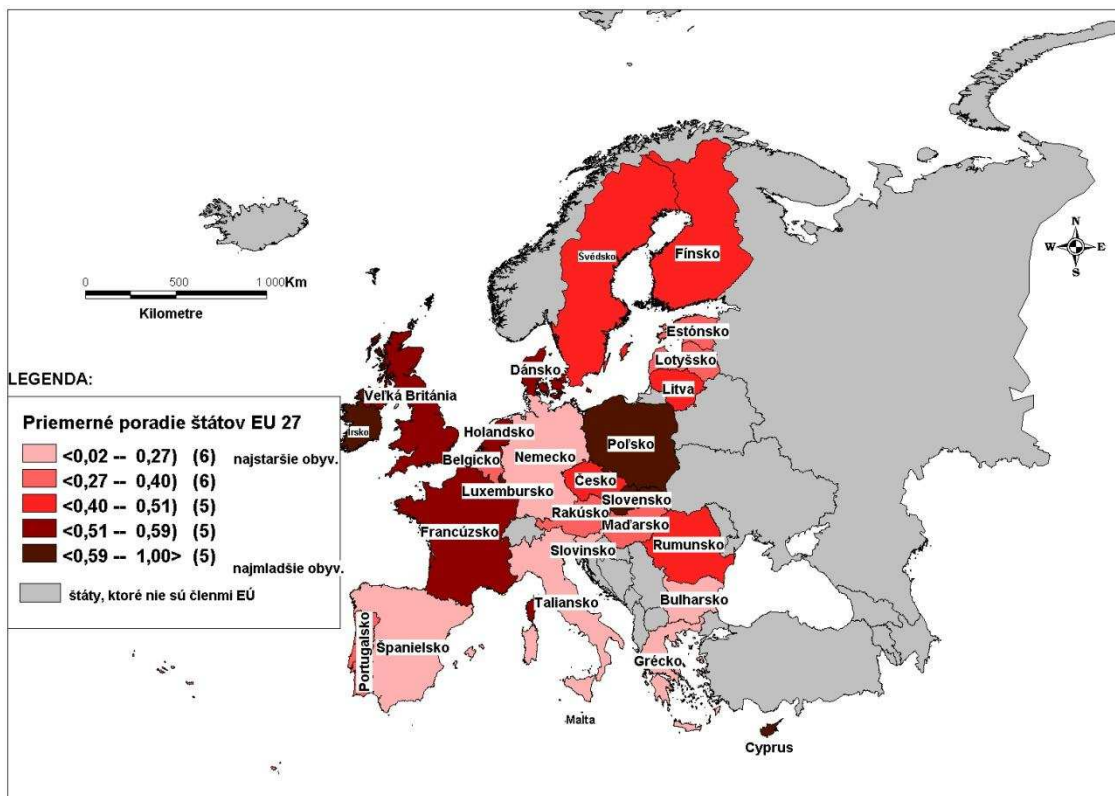 N
W E
S
Fínsko
Švédsko
0 500 1 000 Km
Kilometre
Estónsko
Lotyšsko
Dánsko
Litva
LEGENDA:
Veľká Británia
Priemerné poradie štátov EU 27
<0,02 -- 0,27) (6) najstaršie obyv.
<0,27 -- 0,40) (6)
<0,40 -- 0,51) (5)
<0,51 -- 0,59) (5)
<0,59 -- 1,00> (5) najmladšie obyv.
štáty, ktoré nie sú členmi EÚ
Írsko
Holandsko
Poľsko
Belgicko
Nemecko
Česko
Luxembursko
Slovensko
Rakúsko
Maďarsko
Francúzsko
Slovinsko
Rumunsko
Bulharsko
Taliansko
Portugalsko
Španielsko
Grécko
Malta
Cyprus